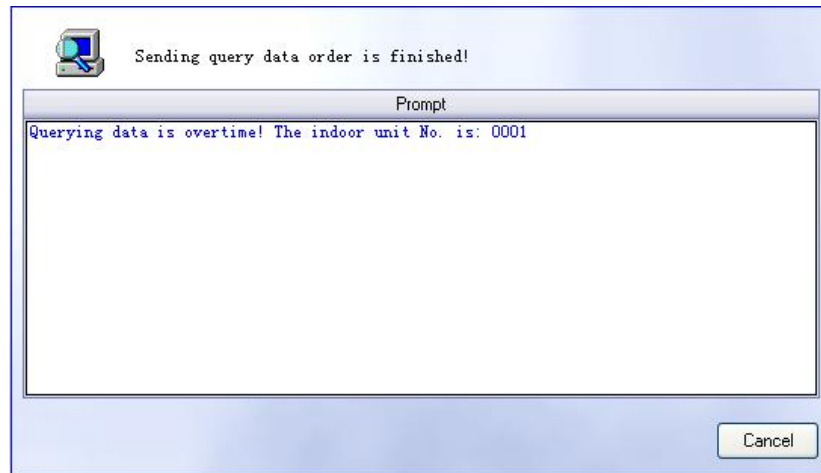 Sending query data order is finished!
Prompt
Querying data is overtime! The indoor unit No. is: 0001
Cancel